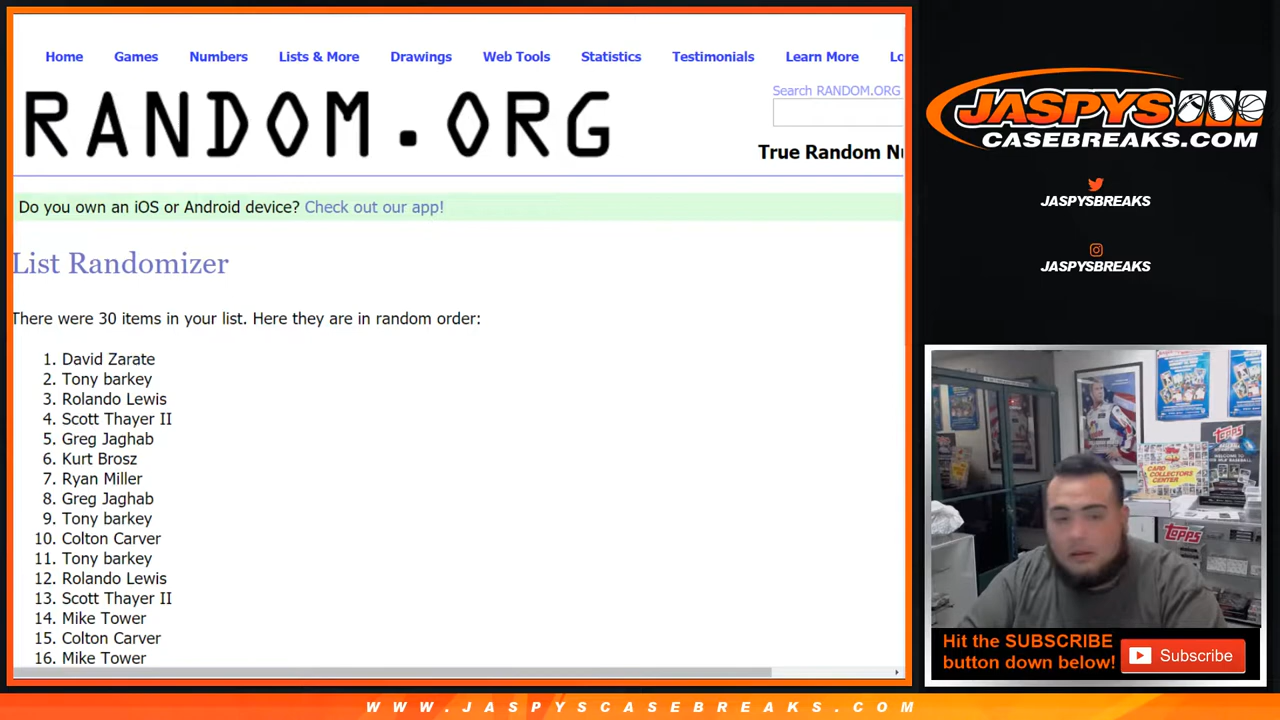 Home Games Numbers Lists & More Drawings Web Tools Statistics Testimonials Learn More
RANDOM.ORG
Search RANDOM.ORG
True Random
Do you own an iOS or Android device? Check out our app!
List Randomizer
There were 30 items in your list. Here they are in random order:
1. David Zarate
2. Tony barkey
3. Rolando Lewis
4. Scott Thayer II
5. Greg Jaghab
6. Kurt Brosz
7. Ryan Miller
8. Greg Jaghab
9. Tony barkey
10. Colton Carver
11. Tony barkey
12. Rolando Lewis
13. Scott Thayer II
14. Mike Tower
15. Colton Carver
16. Mike Tower
JASPYS
CASEBREAKS.COM
JASPYSBREAKS
JASPYSBREAKS
TOPPS
CARD
COLLECTORS
CENTER
TOPPS
Hit the SUBSCRIBE
button down below!
Subscribe
WWW.JASPYSCASEBREAKS.COM